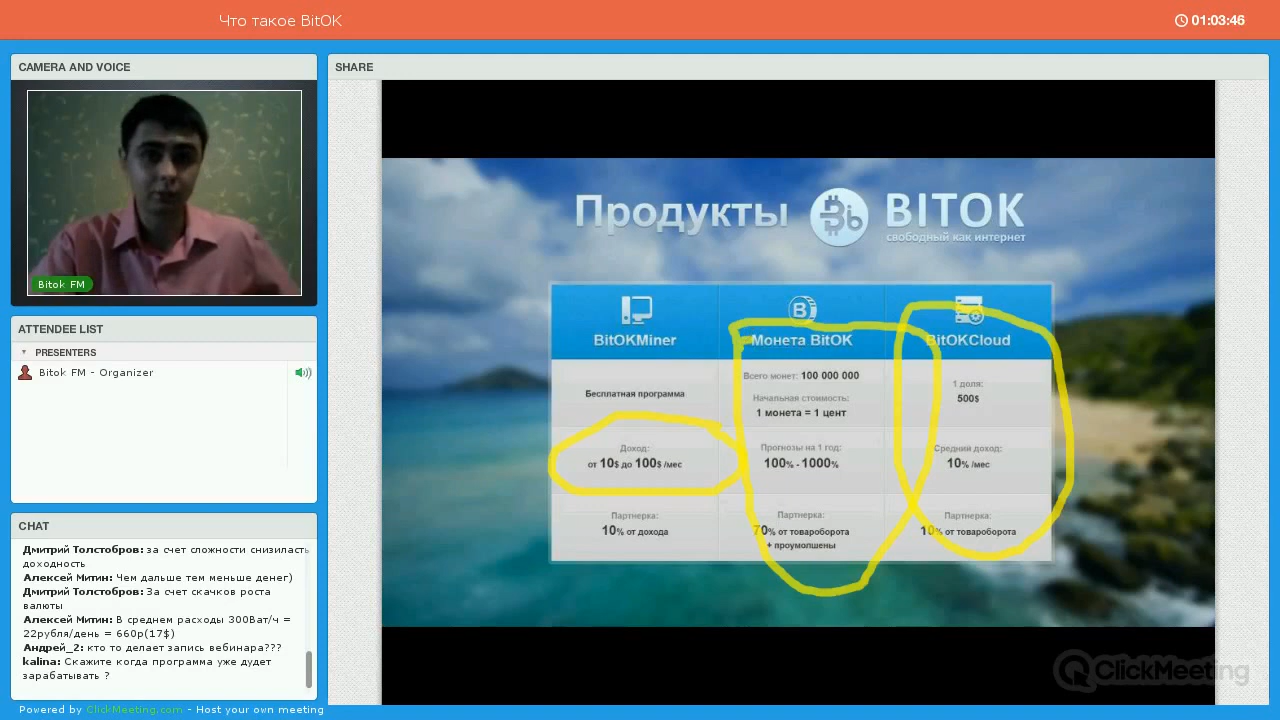 Что такое BitOK
01:03:46
CAMERA AND VOICE
Bitok FM
ATTENDEE LIST
PRESENTERS
Bitok FM - Organizer
CHAT
Дмитрий Толстобров: за счет сложности снизиласть
доходность
Алексей Митин: Чем дальше тем меньше денег)
Дмитрий Толстобров: За счет скачков роста
валюты
Алексей Митин: В среднем расходы 300Ват/ч =
22рубля/день = 660р(17$)
Андрей_2: кто то делает запись вебинара???
kalina: Скажите когда программа уже дудет
зарабатывать ?
Powered by ClickMeeting.com - Host your own meeting
SHARE
Продукты
BITOK
свободный как интернет
BitOKMiner
Монета BitOK
BitOKCloud
Бесплатная программа
Всего монет: 100 000 000
Начальная стоимость:
1 монета = 1 цент
1 доля:
500$
Доход:
от 10$ до 100$ /мес
Прогнозы на 1 год:
100% - 1000%
Средний доход:
10% /мес
Партнерка:
10% от дохода
Партнерка:
70% от товароборота
+ проумолшены
Партнерка:
10% от товароборота
ClickMeeting